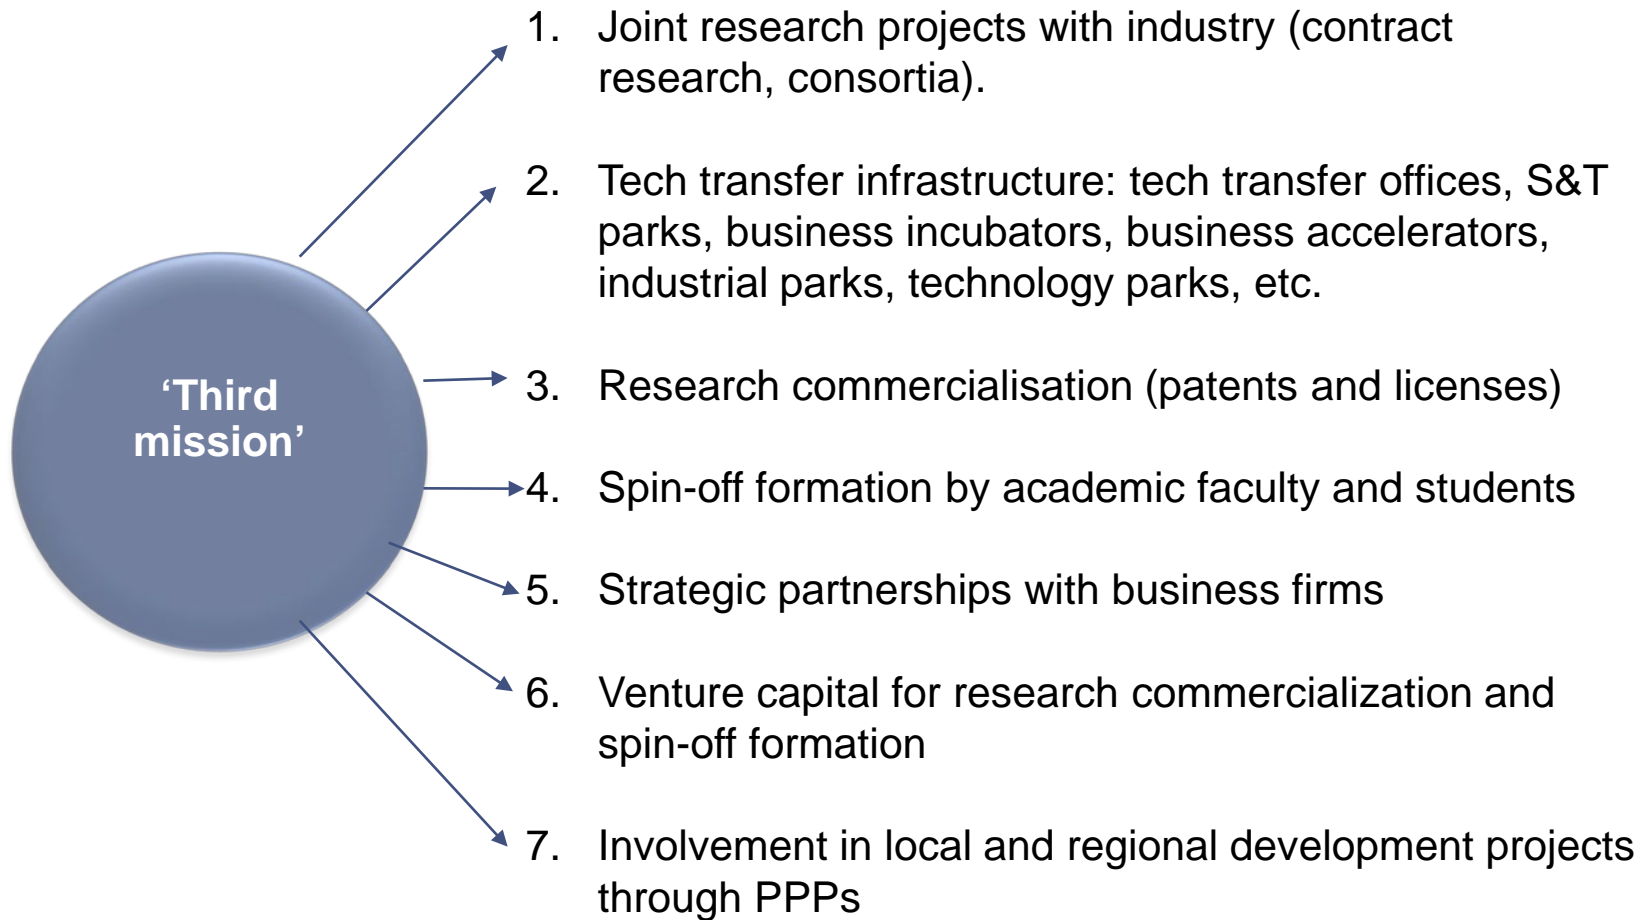 1. Joint research projects with industry (contract
research, consortia).
2. Tech transfer infrastructure: tech transfer offices, S&T
parks, business incubators, business accelerators,
industrial parks, technology parks, etc.
‘Third
mission’
3. Research commercialisation (patents and licenses)
4. Spin-off formation by academic faculty and students
5. Strategic partnerships with business firms
6. Venture capital for research commercialization and
spin-off formation
7. Involvement in local and regional development projects
through PPPs